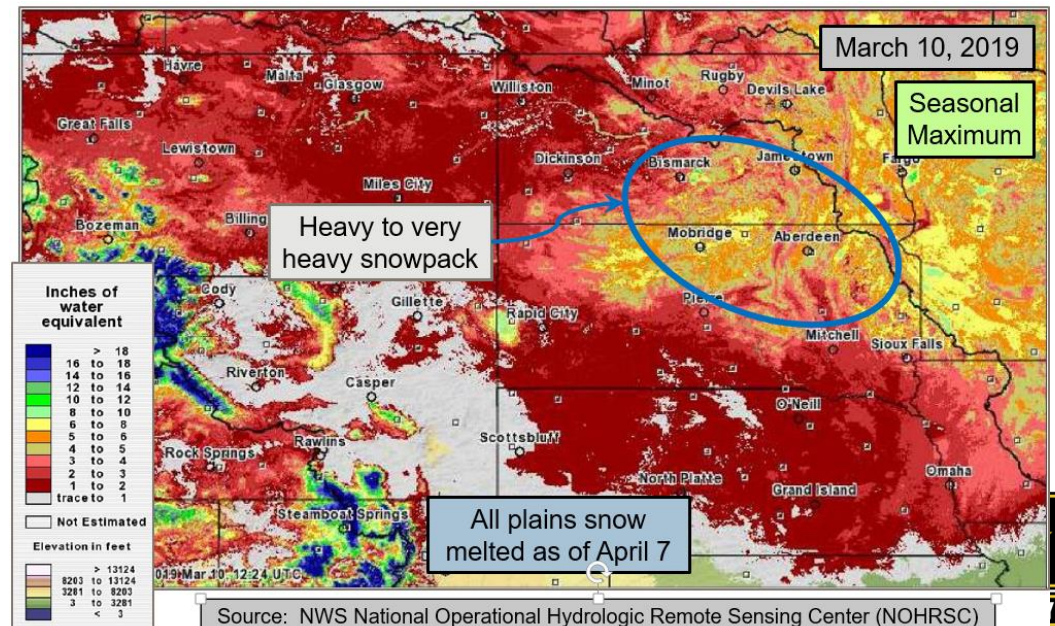 March 10, 2019
Seasonal
Maximum
Havre
Malta
Glasgow
Williston
Minot
Rugby
Devils Lake
Great Falls
Lewistown
Dickinson
Bismarck
Jamestown
Fargo
Miles City
Bozeman
Billing
Heavy to very
heavy snowpack
Mobridge
Aberdeen
Cody
Gillette
Rapid City
Pierre
Mitchell
Sioux Falls
Riverton
Casper
O'Neill
Rock Springs
Rawlins
Scottsbluff
North Platte
Grand Island
Omaha
Steamboat Springs
All plains snow
melted as of April 7
Inches of
water
equivalent
> 18
16 to 18
14 to 16
12 to 14
10 to 12
8 to 10
6 to 8
5 to 6
4 to 5
3 to 4
2 to 3
1 to 2
trace to 1
Not Estimated
Elevation in feet
> 13124
8203 to 13124
3281 to 8203
3 to 3281
< 3
019 Mar 10, 12:24 UTC
Source: NWS National Operational Hydrologic Remote Sensing Center (NOHRSC)